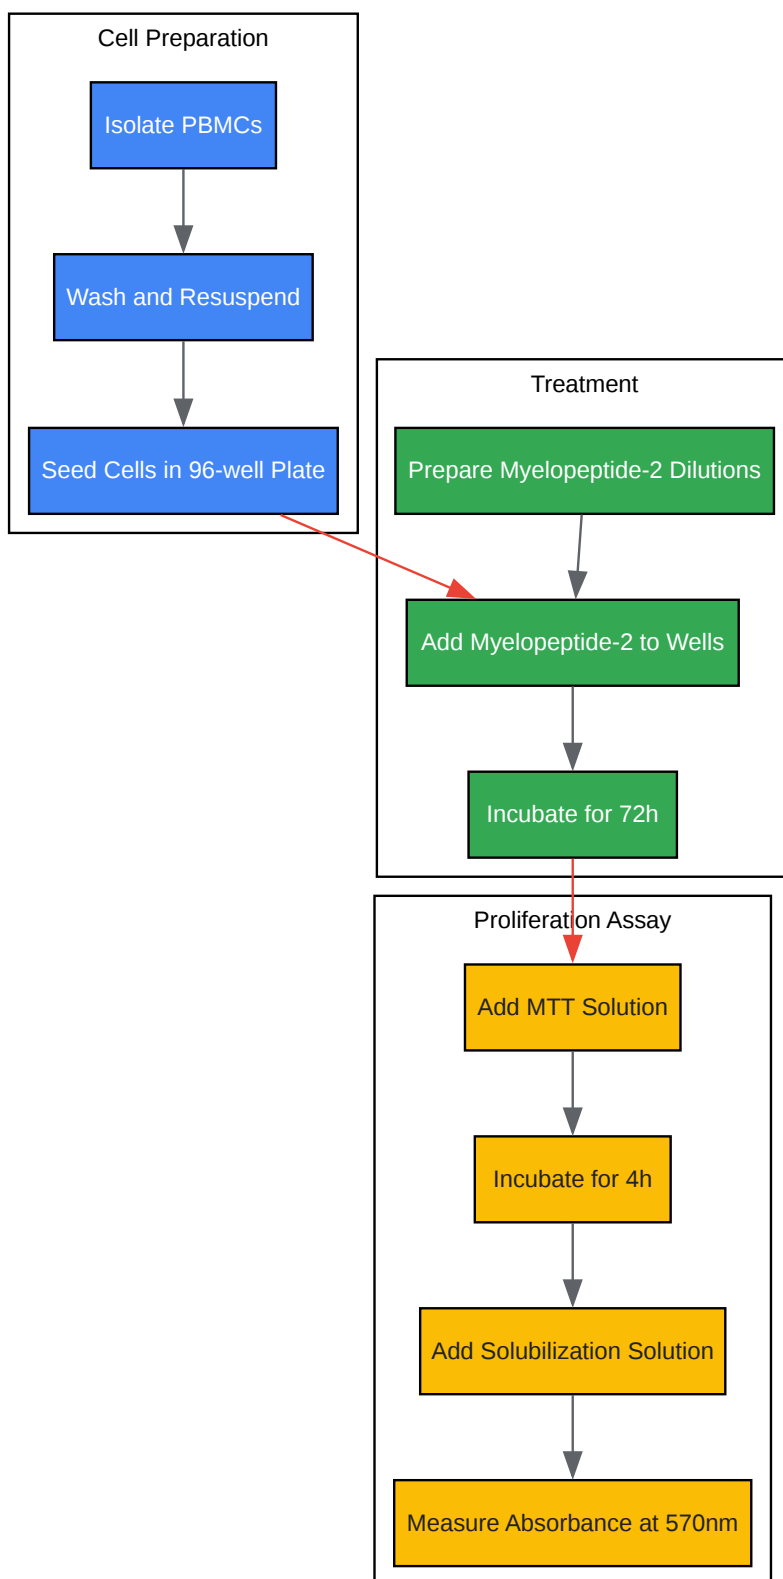 Cell Preparation
Isolate PBMCs
Wash and Resuspend
Seed Cells in 96-well Plate
Treatment
Prepare Myelopeptide-2 Dilutions
Add Myelopeptide-2 to Wells
Incubate for 72h
Proliferation Assay
Add MTT Solution
Incubate for 4h
Add Solubilization Solution
Measure Absorbance at 570nm